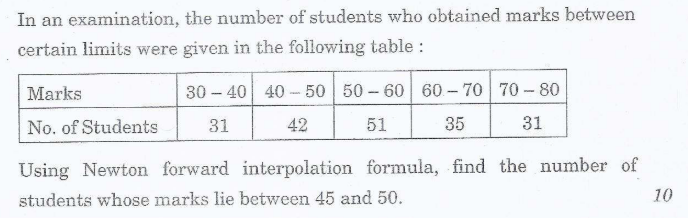 In an examination, the number of students who obtained marks between
certain limits were given in the following table :
Marks 30 – 40 40 – 50 50 – 60 60 – 70 70 – 80
No. of Students 31 42 51 35 31
Using Newton forward interpolation formula, find the number of
students whose marks lie between 45 and 50. 10